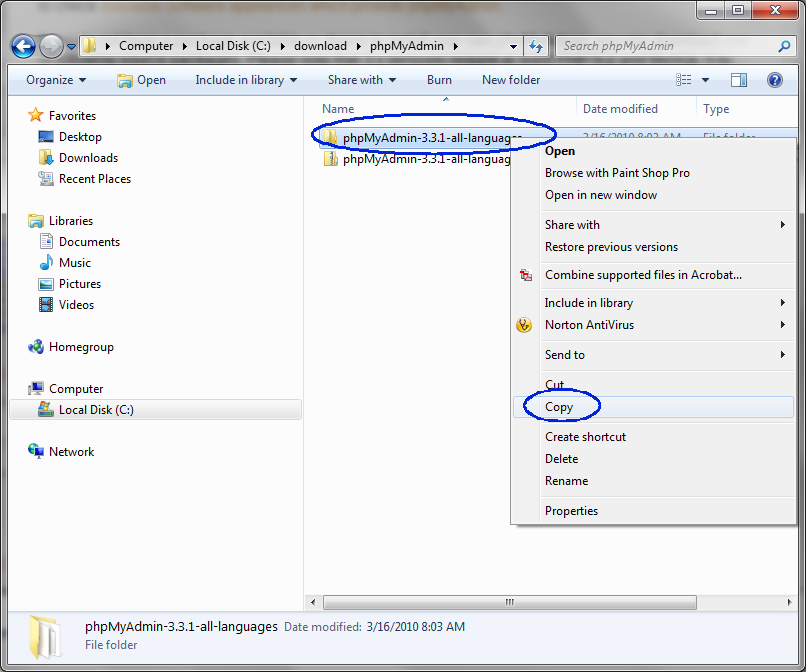 Computer Local Disk (C:) download phpMyAdmin Search phpMyAdmin
Organize Open Include in library Share with Burn New folder
Name Date modified Type
Favorites
Desktop
Downloads
Recent Places
Libraries
Documents
Music
Pictures
Videos
Homegroup
Computer
Local Disk (C:)
Network
phpMyAdmin-3.3.1-all-languages 3/16/2010 8:03 AM File folder
phpMyAdmin-3.3.1-all-languag
Open
Browse with Paint Shop Pro
Open in new window
Share with
Restore previous versions
Combine supported files in Acrobat...
Include in library
Norton AntiVirus
Send to
Cut
Copy
Create shortcut
Delete
Rename
Properties
phpMyAdmin-3.3.1-all-languages Date modified: 3/16/2010 8:03 AM
File folder